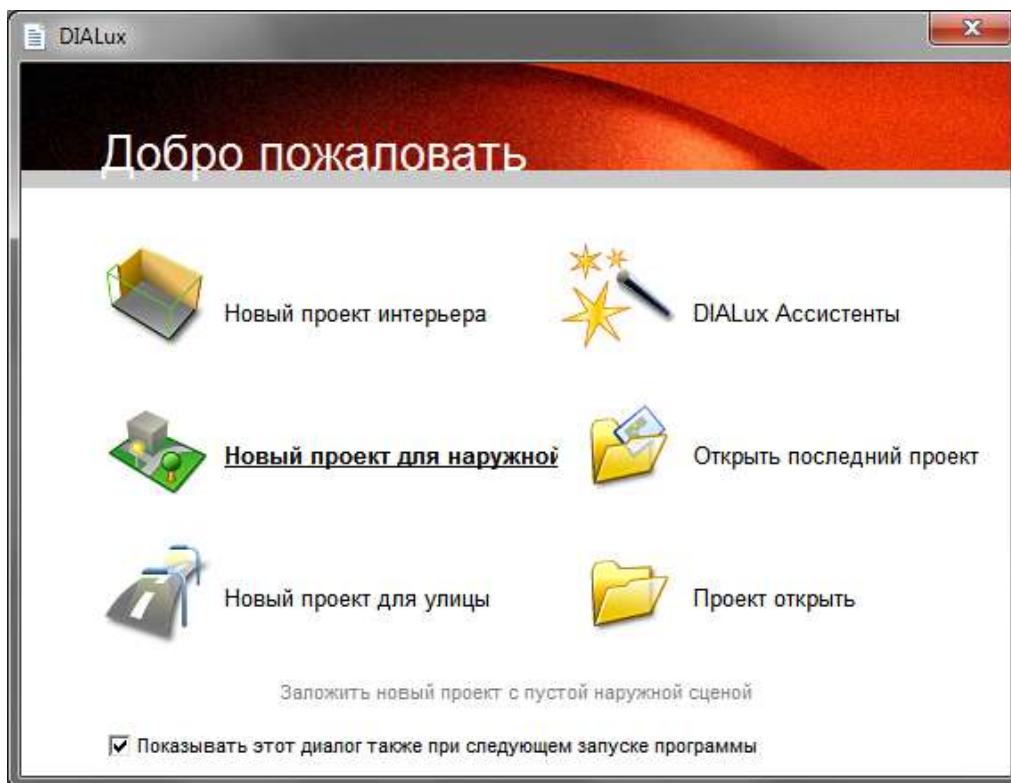 DIALux
Добро пожаловать
Новый проект интерьера
DIALux Ассистенты
Новый проект для наружной
Открыть последний проект
Новый проект для улицы
Проект открыть
Заложить новый проект с пустой наружной сценой
Показывать этот диалог также при следующем запуске программы